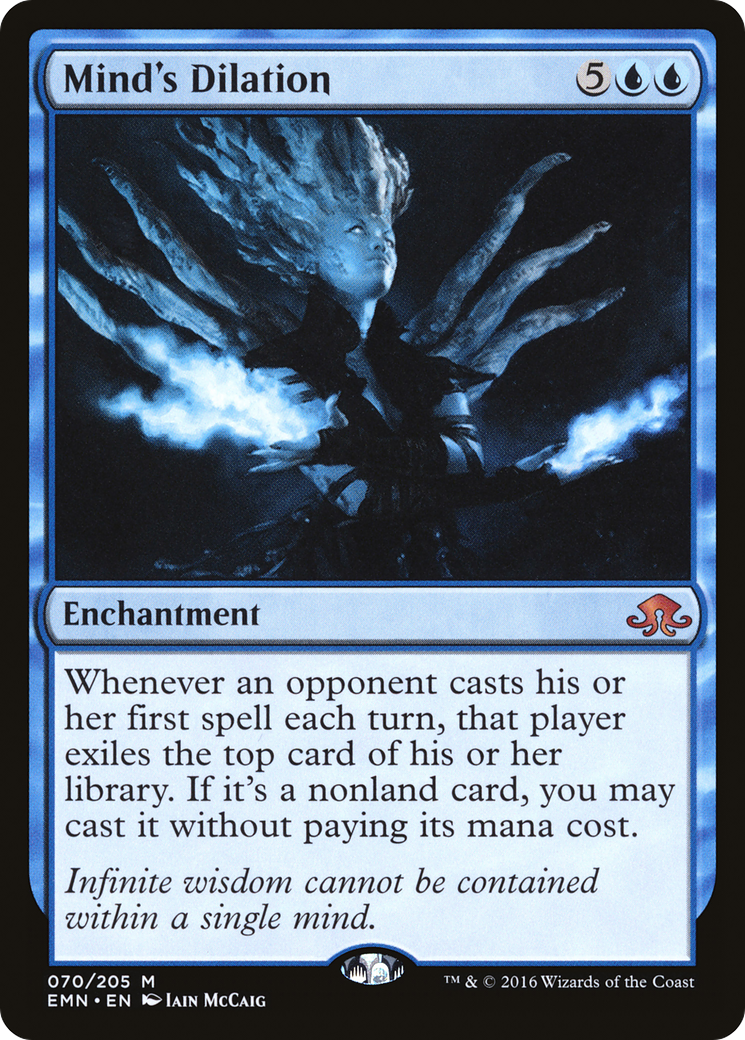 Mind's Dilation 5
Enchantment
Whenever an opponent casts his or
her first spell each turn, that player
exiles the top card of his or her
library. If it's a nonland card, you may
cast it without paying its mana cost.
Infinite wisdom cannot be contained
within a single mind.
070/205 M
EMN • EN Iain McCaig
™ & © 2016 Wizards of the Coast